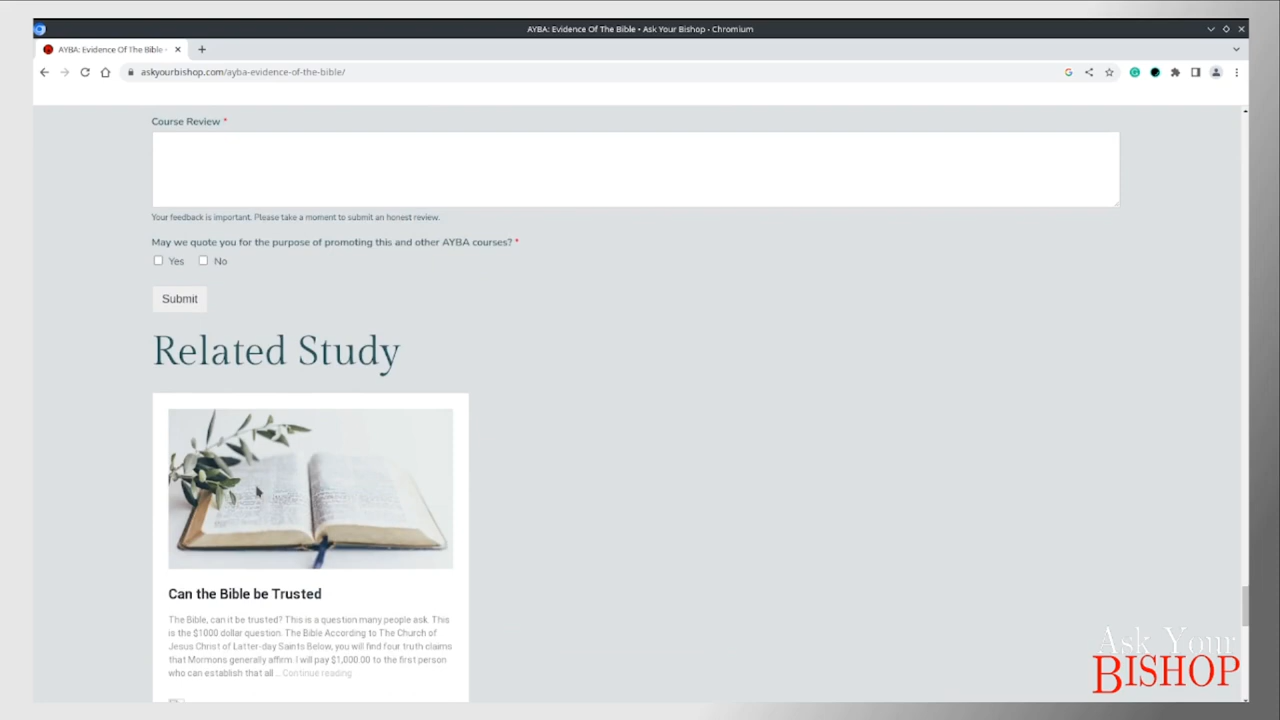 AYBA: Evidence Of The Bible • Ask Your Bishop - Chromium
AYBA: Evidence Of The Bible -
askyourbishop.com/ayba-evidence-of-the-bible/
Course Review *
Your feedback is important. Please take a moment to submit an honest review.
May we quote you for the purpose of promoting this and other AYBA courses? *
Yes No
Submit
Related Study
Can the Bible be Trusted
The Bible, can it be trusted? This is a question many people ask. This
is the $1000 dollar question. The Bible According to The Church of
Jesus Christ of Latter-day Saints Below, you will find four truth claims
that Mormons generally affirm. I will pay $1,000.00 to the first person
who can establish that all ... Continue reading
Ask Your
BISHOP